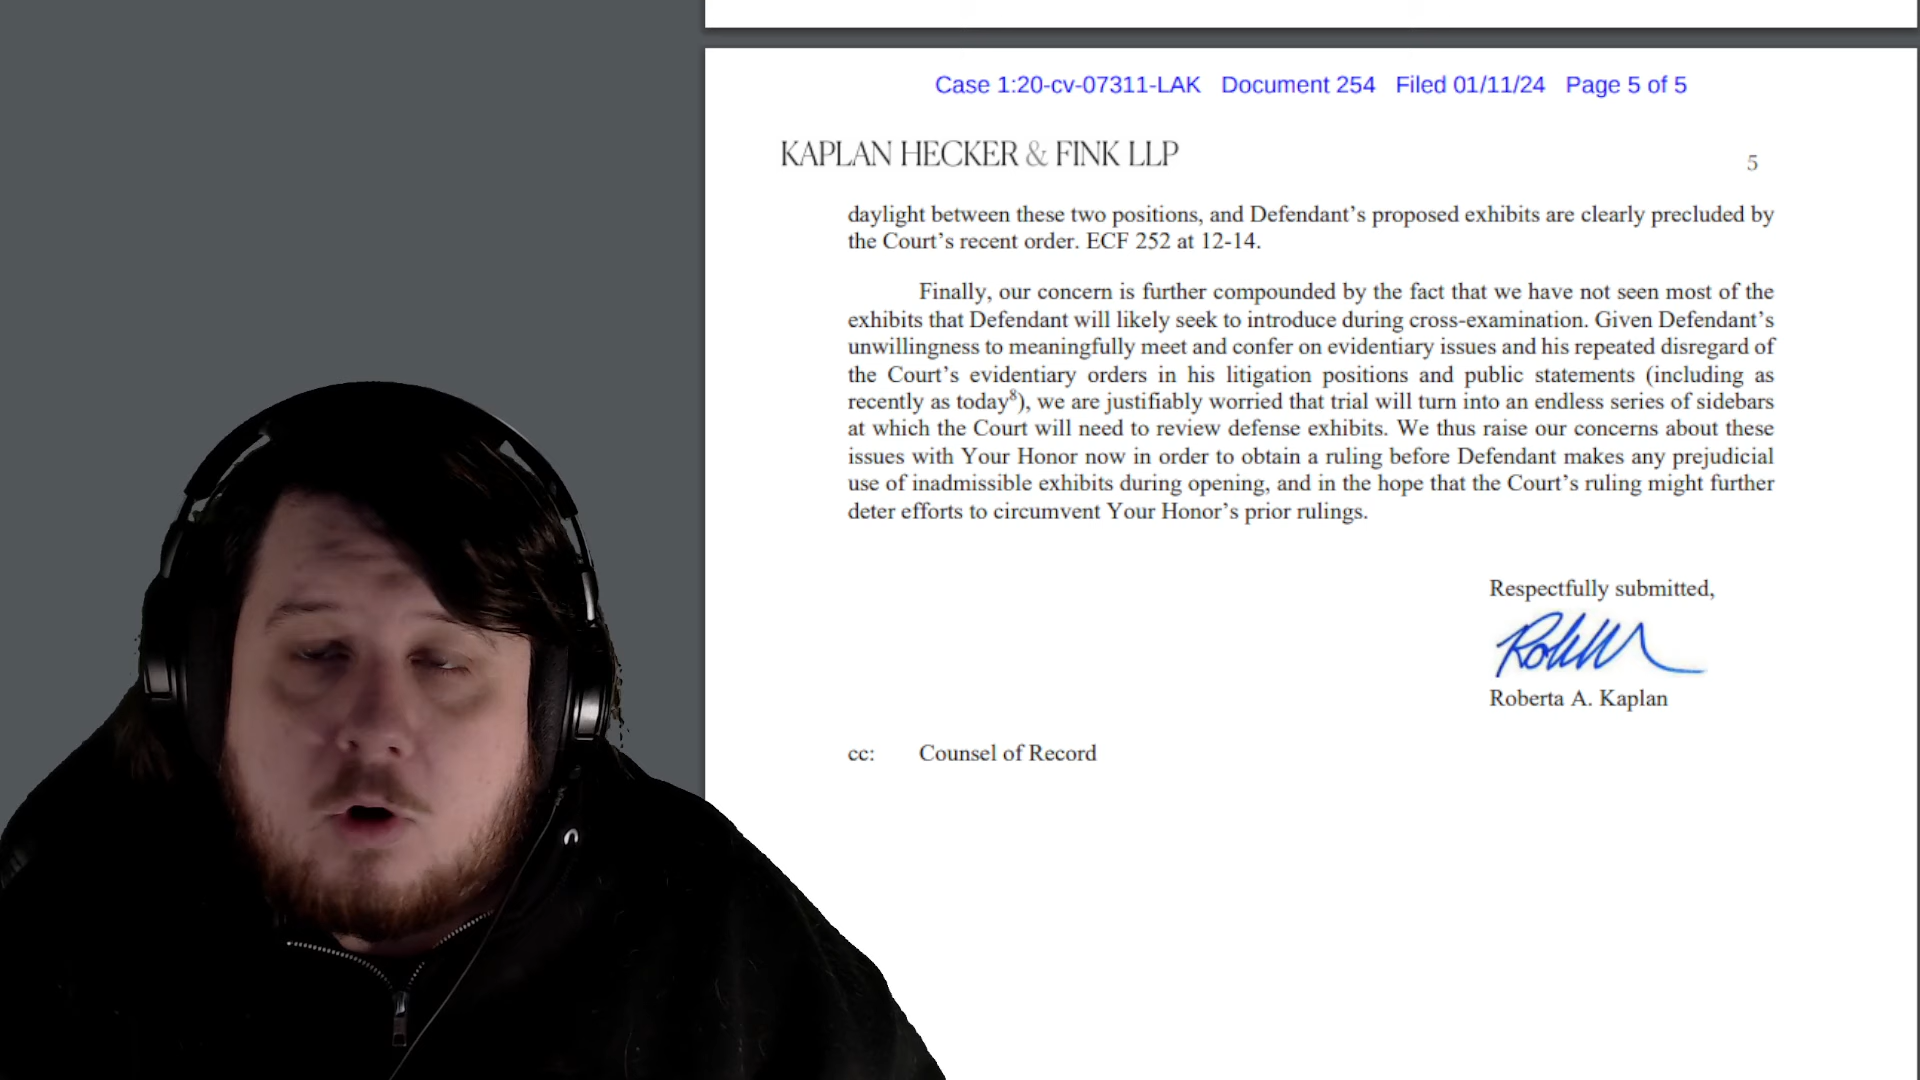 Case 1:20-cv-07311-LAK Document 254 Filed 01/11/24 Page 5 of 5
KAPLAN HECKER & FINK LLP
5
daylight between these two positions, and Defendant's proposed exhibits are clearly precluded by
the Court's recent order. ECF 252 at 12-14.
Finally, our concern is further compounded by the fact that we have not seen most of the
exhibits that Defendant will likely seek to introduce during cross-examination. Given Defendant's
unwillingness to meaningfully meet and confer on evidentiary issues and his repeated disregard of
the Court's evidentiary orders in his litigation positions and public statements (including as
recently as today⁸), we are justifiably worried that trial will turn into an endless series of sidebars
at which the Court will need to review defense exhibits. We thus raise our concerns about these
issues with Your Honor now in order to obtain a ruling before Defendant makes any prejudicial
use of inadmissible exhibits during opening, and in the hope that the Court's ruling might further
deter efforts to circumvent Your Honor's prior rulings.
Respectfully submitted,
Roberta A. Kaplan
cc: Counsel of Record